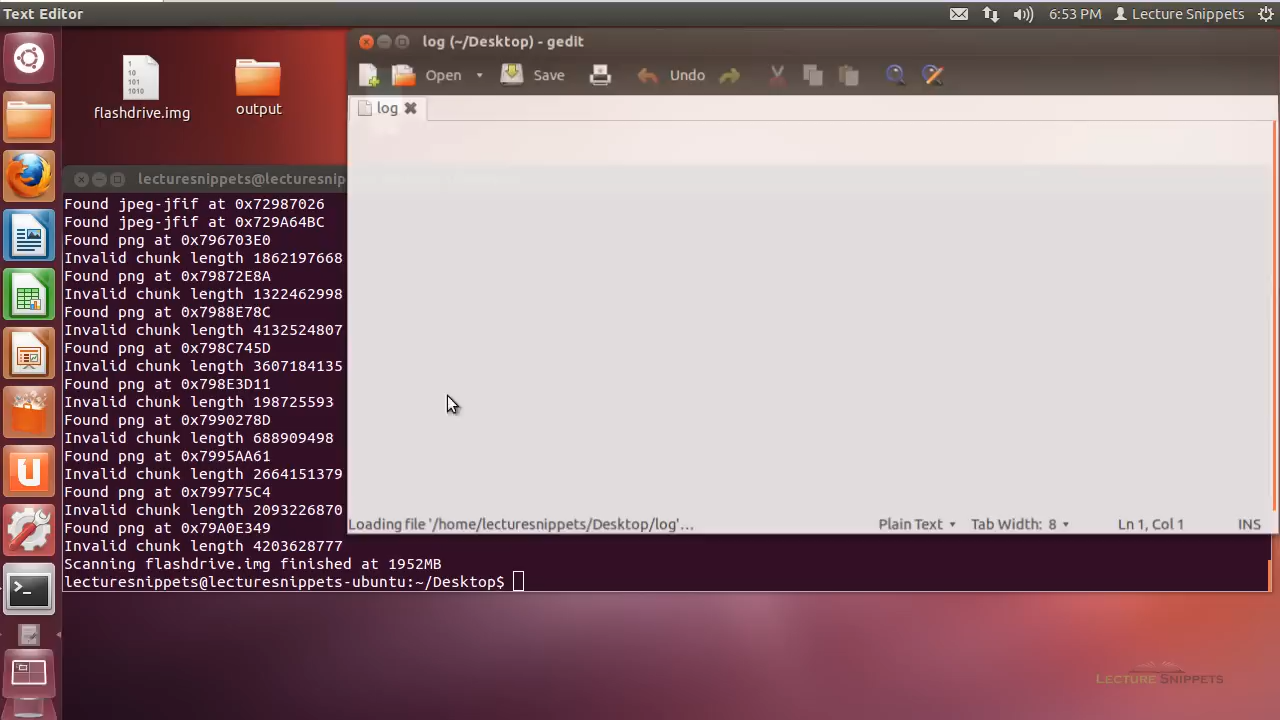 Text Editor
6:53 PM
Lecture Snippets
flashdrive.img
output
log (~/Desktop) - gedit
Open
Save
Undo
log
lecturesnippets@lecturesnip
Found jpeg-jfif at 0x72987026
Found jpeg-jfif at 0x729A64BC
Found png at 0x796703E0
Invalid chunk length 1862197668
Found png at 0x79872E8A
Invalid chunk length 1322462998
Found png at 0x7988E78C
Invalid chunk length 4132524807
Found png at 0x798C745D
Invalid chunk length 3607184135
Found png at 0x798E3D11
Invalid chunk length 198725593
Found png at 0x7990278D
Invalid chunk length 688909498
Found png at 0x7995AA61
Invalid chunk length 2664151379
Found png at 0x799775C4
Invalid chunk length 2093226870
Found png at 0x79A0E349
Invalid chunk length 4203628777
Scanning flashdrive.img finished at 1952MB
lecturesnippets@lecturesnippets-ubuntu:~/Desktop$
Loading file '/home/lecturesnippets/Desktop/log'…
Plain Text
Tab Width: 8
Ln 1, Col 1
INS
LECTURE SNIPPETS